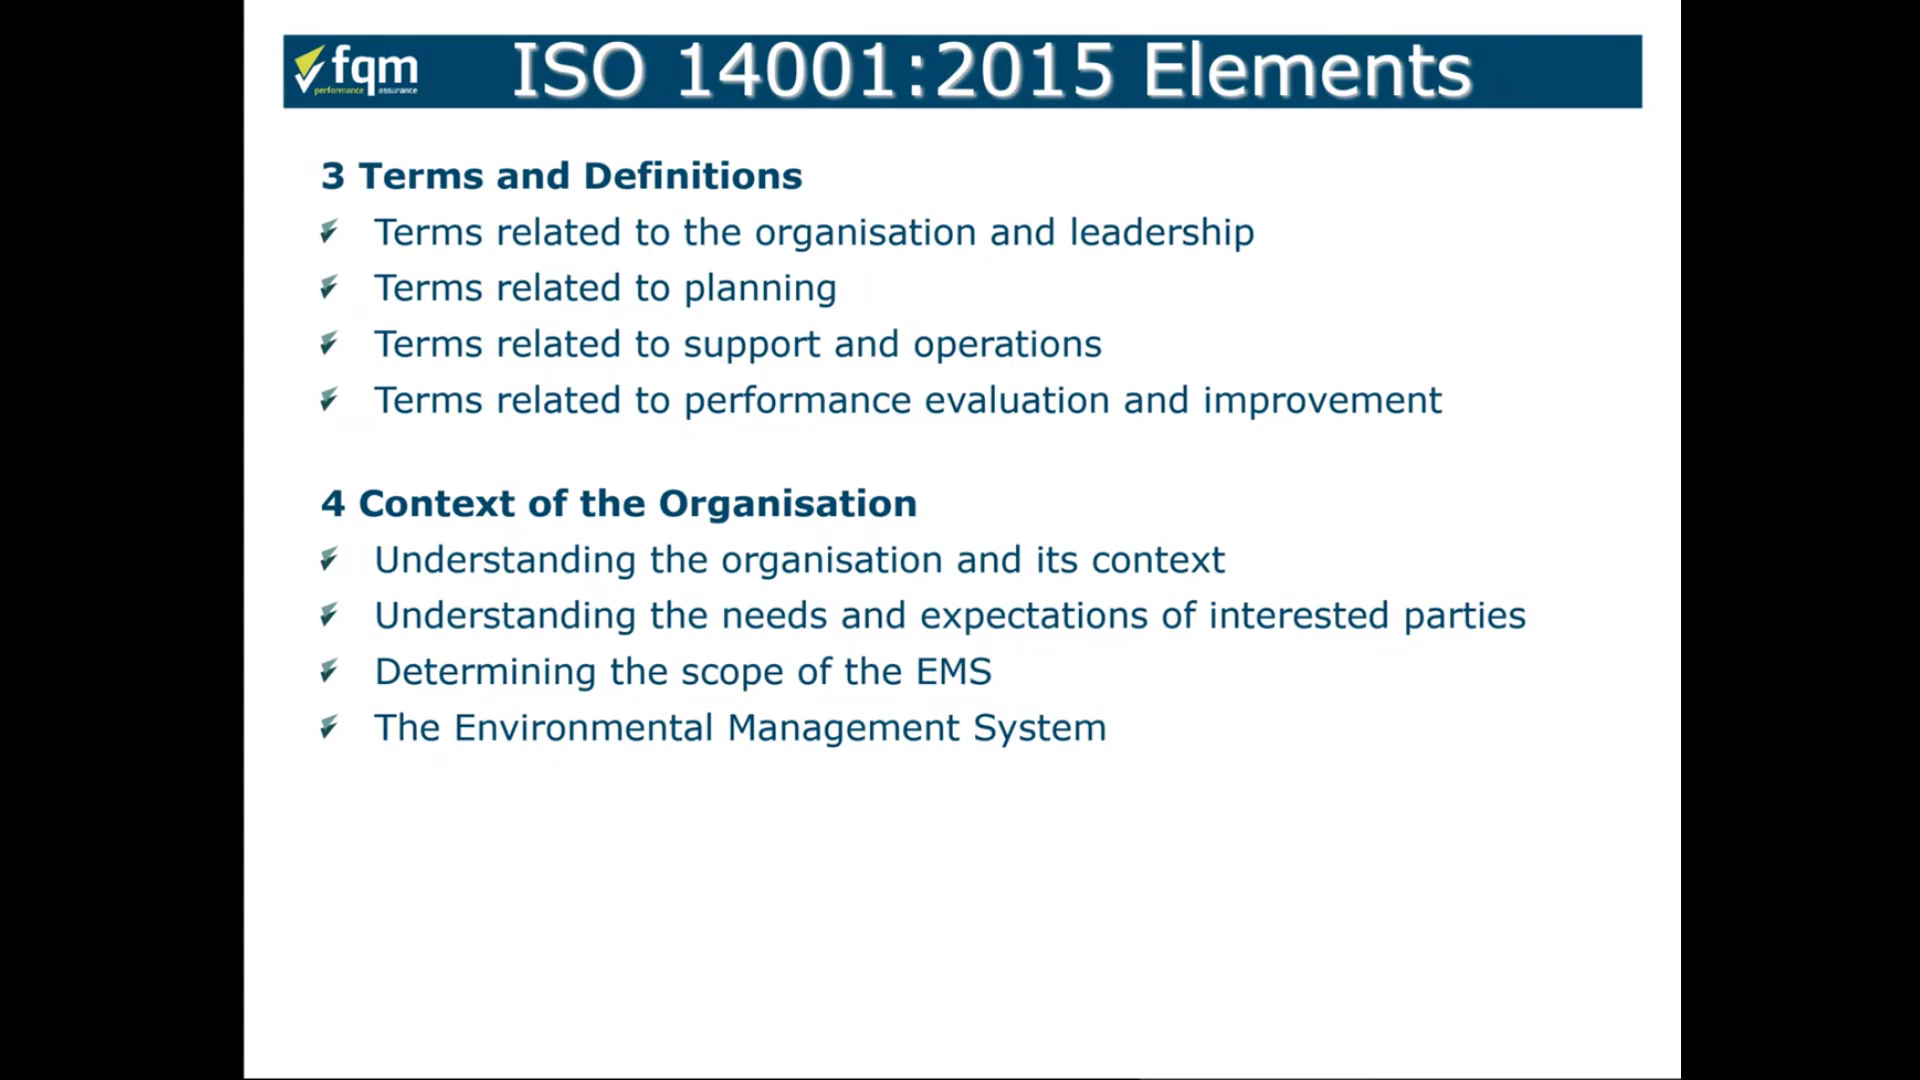 fqm
performance assurance
ISO 14001:2015 Elements
3 Terms and Definitions
Terms related to the organisation and leadership
Terms related to planning
Terms related to support and operations
Terms related to performance evaluation and improvement
4 Context of the Organisation
Understanding the organisation and its context
Understanding the needs and expectations of interested parties
Determining the scope of the EMS
The Environmental Management System